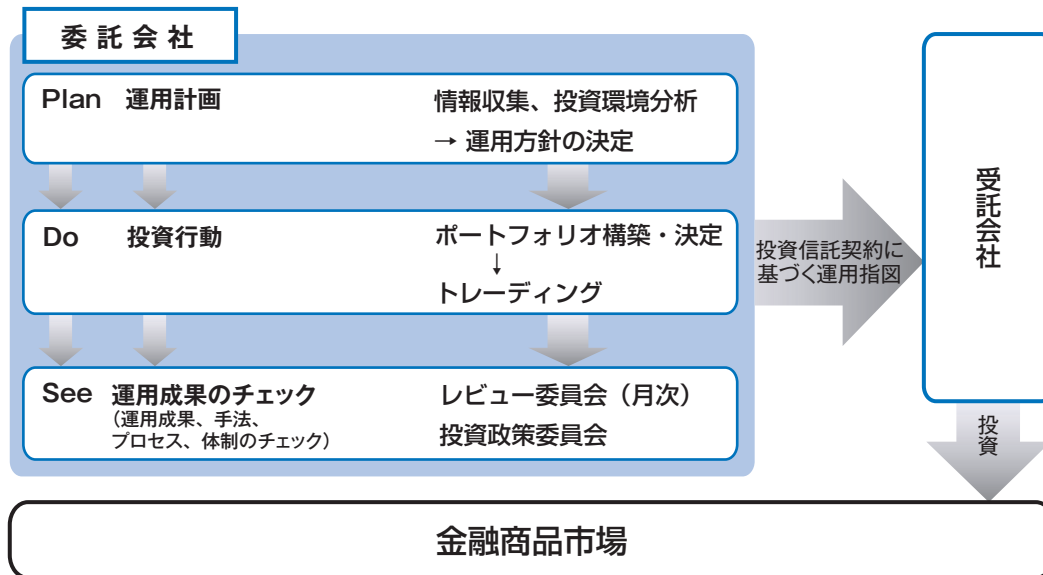 委託会社
Plan 運用計画
情報収集、投資環境分析
→ 運用方針の決定
Do 投資行動
ポートフォリオ構築・決定
↓
トレーディング
See 運用成果のチェック
(運用成果、手法、
プロセス、体制のチェック)
レビュー委員会(月次)
投資政策委員会
投資信託契約に
基づく運用指図
受託会社
投資
金融商品市場